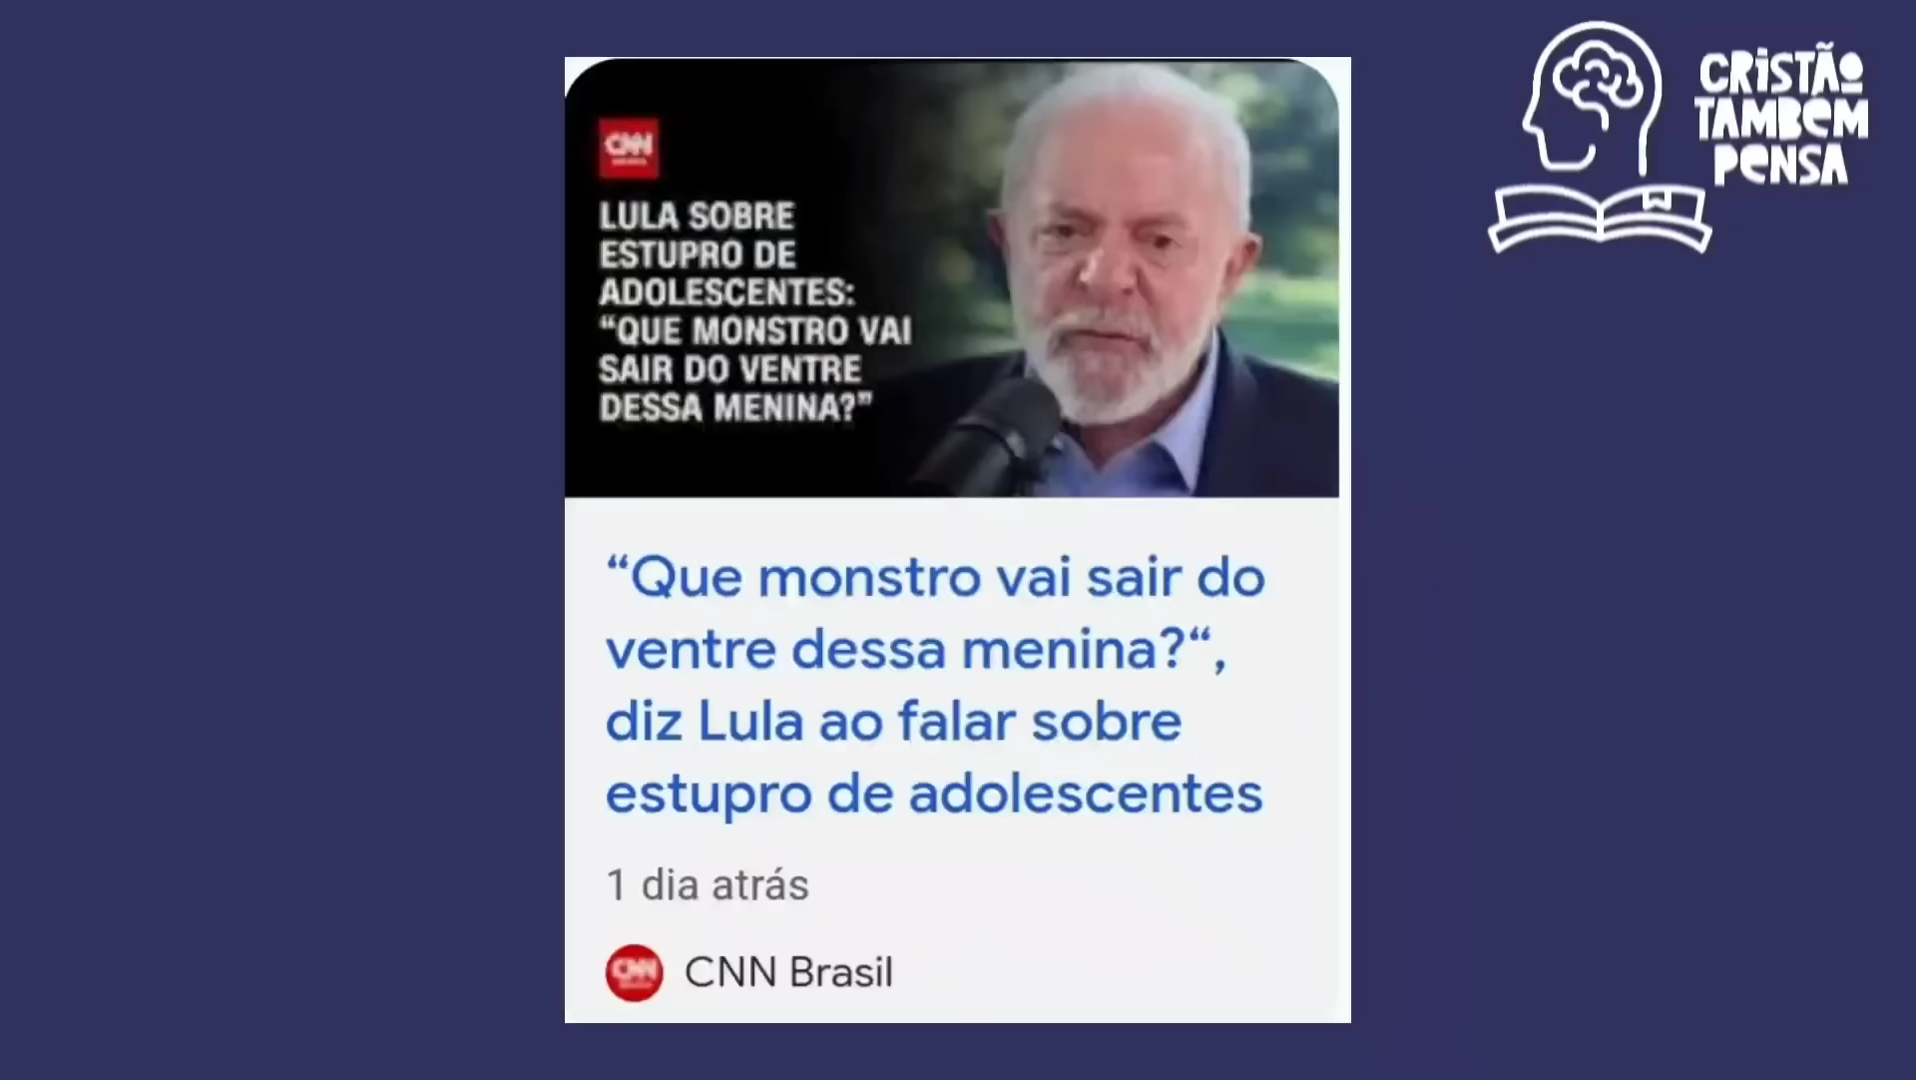 CRISTÃO
TAMBÉM
PENSA
CNN
LULA SOBRE
ESTUPRO DE
ADOLESCENTES:
“QUE MONSTRO VAI
SAIR DO VENTRE
DESSA MENINA?”
“Que monstro vai sair do
ventre dessa menina?“,
diz Lula ao falar sobre
estupro de adolescentes
1 dia atrás
CNN
CNN Brasil